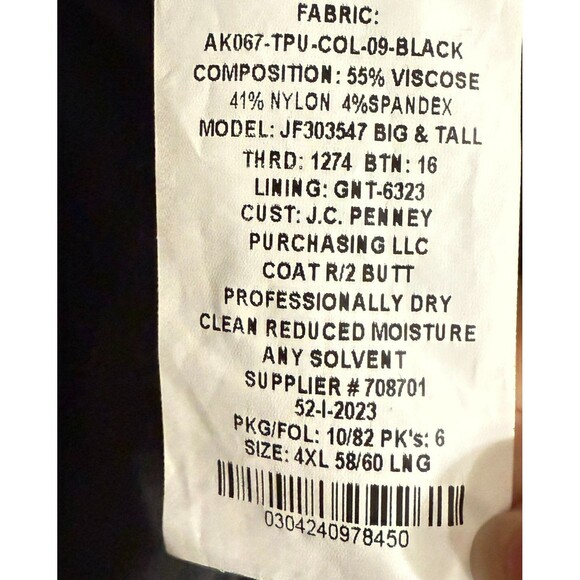 FABRIC:
AK067-TPU-COL-09-BLACK
COMPOSITION: 55% VISCOSE
41% NYLON 4%SPANDEX
MODEL: JF303547 BIG & TALL
THRD: 1274 BTN: 16
LINING: GNT-6323
CUST: J.C. PENNEY
PURCHASING LLC
COAT R/2 BUTT
PROFESSIONALLY DRY
CLEAN REDUCED MOISTURE
ANY SOLVENT
SUPPLIER # 708701
52-I-2023
PKG/FOL: 10/82 PK's: 6
SIZE: 4XL 58/60 LNG
0304240978450